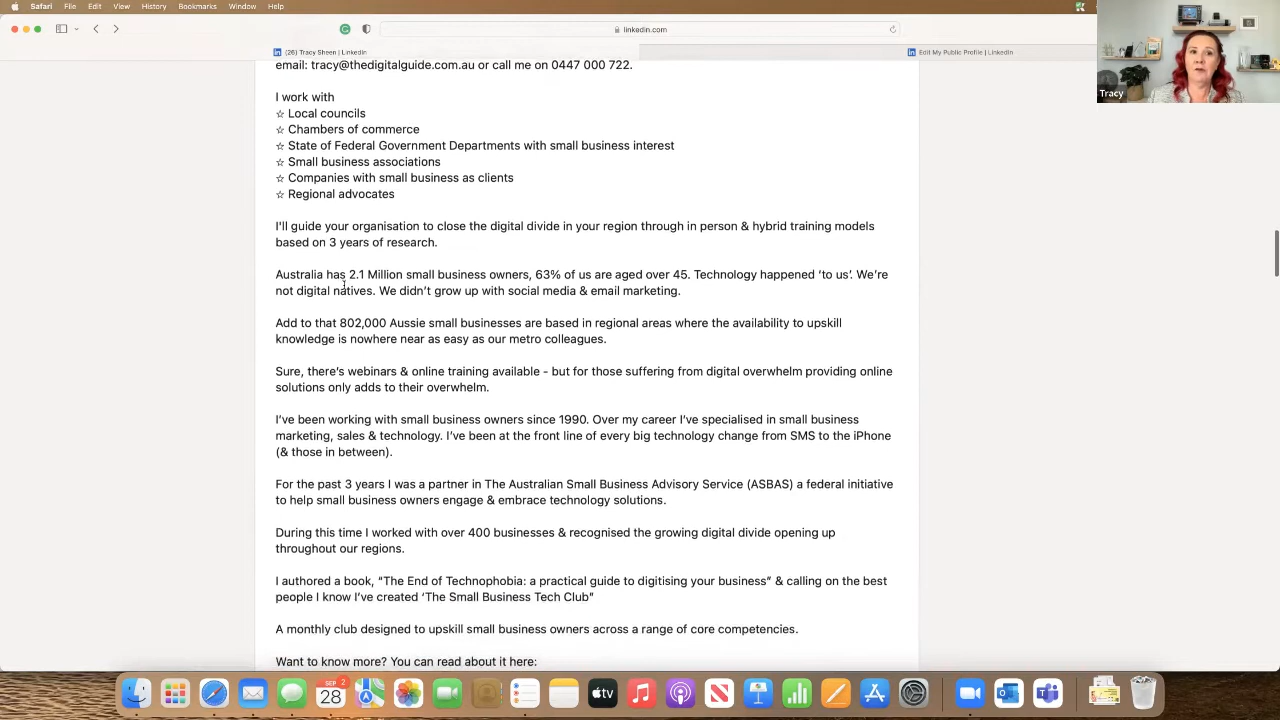 Safari File Edit View History Bookmarks Window Help
linkedin.com
(26) Tracy Sheen | LinkedIn
Edit My Public Profile | LinkedIn
email: tracy@thedigitalguide.com.au or call me on 0447 000 722.
I work with
☆ Local councils
☆ Chambers of commerce
☆ State of Federal Government Departments with small business interest
☆ Small business associations
☆ Companies with small business as clients
☆ Regional advocates
I'll guide your organisation to close the digital divide in your region through in person & hybrid training models
based on 3 years of research.
Australia has 2.1 Million small business owners, 63% of us are aged over 45. Technology happened ‘to us’. We’re
not digital natives. We didn’t grow up with social media & email marketing.
Add to that 802,000 Aussie small businesses are based in regional areas where the availability to upskill
knowledge is nowhere near as easy as our metro colleagues.
Sure, there’s webinars & online training available - but for those suffering from digital overwhelm providing online
solutions only adds to their overwhelm.
I’ve been working with small business owners since 1990. Over my career I’ve specialised in small business
marketing, sales & technology. I’ve been at the front line of every big technology change from SMS to the iPhone
(& those in between).
For the past 3 years I was a partner in The Australian Small Business Advisory Service (ASBAS) a federal initiative
to help small business owners engage & embrace technology solutions.
During this time I worked with over 400 businesses & recognised the growing digital divide opening up
throughout our regions.
I authored a book, “The End of Technophobia: a practical guide to digitising your business” & calling on the best
people I know I’ve created ‘The Small Business Tech Club”
A monthly club designed to upskill small business owners across a range of core competencies.
Want to know more? You can read about it here:
Tracy
SEP 2
28
tv